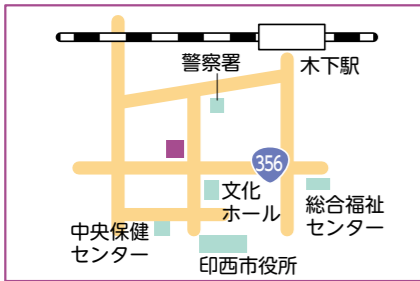 警察署
木下駅
356
文化
ホール
総合福祉
センター
中央保健
センター
印西市役所